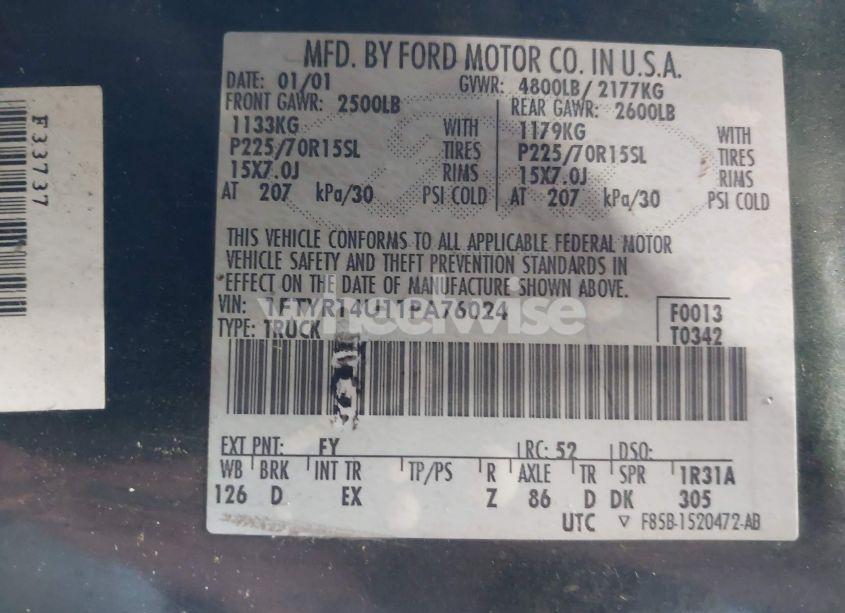 F33737
MFD. BY FORD MOTOR CO. IN U.S.A.
DATE: 01/01 GVWR: 4800LB/ 2177KG
FRONT GAWR: 2500LB REAR GAWR: 2600LB
1133KG WITH 1179KG WITH
P225/70R15SL TIRES P225/70R15SL TIRES
15X7.0J RIMS 15X7.0J RIMS
AT 207 kPa/30 PSI COLD AT 207 kPa/30 PSI COLD
THIS VEHICLE CONFORMS TO ALL APPLICABLE FEDERAL MOTOR
VEHICLE SAFETY AND THEFT PREVENTION STANDARDS IN
EFFECT ON THE DATE OF MANUFACTURE SHOWN ABOVE.
VIN: 1FTYR14U11PA76024 F0013
TYPE: TRUCK T0342
wheelwise
EXT PNT: FY RC: 52 DSO:
WB BRK INT TR TP/PS R AXLE TR SPR 1R31A
126 D EX Z 86 D DK 305
UTC ▽ F85B-1520472-AB